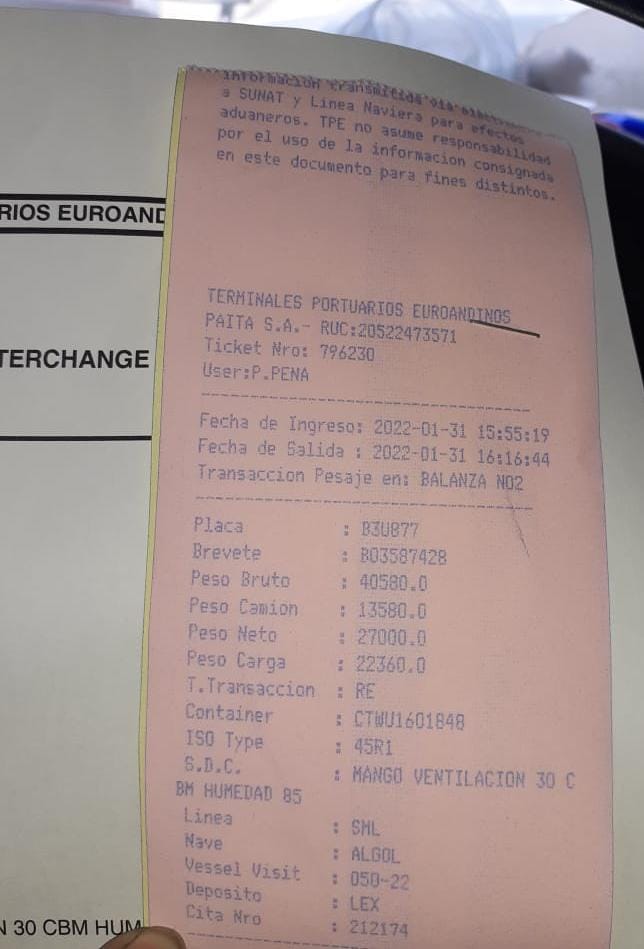 informacion transmitida
a SUNAT y Linea Naviera para efectos
aduaneros. TPE no asume responsabilidad
por el uso de la informacion consignada
en este documento para fines distintos.
RIOS EUROAND
TERCHANGE
TERMINALES PORTUARIOS EUROANDINOS
PAITA S.A.- RUC:20522473571
Ticket Nro: 796230
User:P.PENA
Fecha de Ingreso: 2022-01-31 15:55:19
Fecha de Salida : 2022-01-31 16:16:44
Transaccion Pesaje en: BALANZA NO2
Placa : B3U877
Brevete : B03587428
Peso Bruto : 40580.0
Peso Camion : 13580.0
Peso Neto : 27000.0
Peso Carga : 22360.0
T.Transaccion : RE
Container : CTWU1601848
ISO Type : 45R1
S.D.C. : MANGO VENTILACION 30 C
BM HUMEDAD 85
Linea : SML
Nave : ALGOL
Vessel Visit : 050-22
Deposito : LEX
Cita Nro : 212174
N 30 CBM HUM